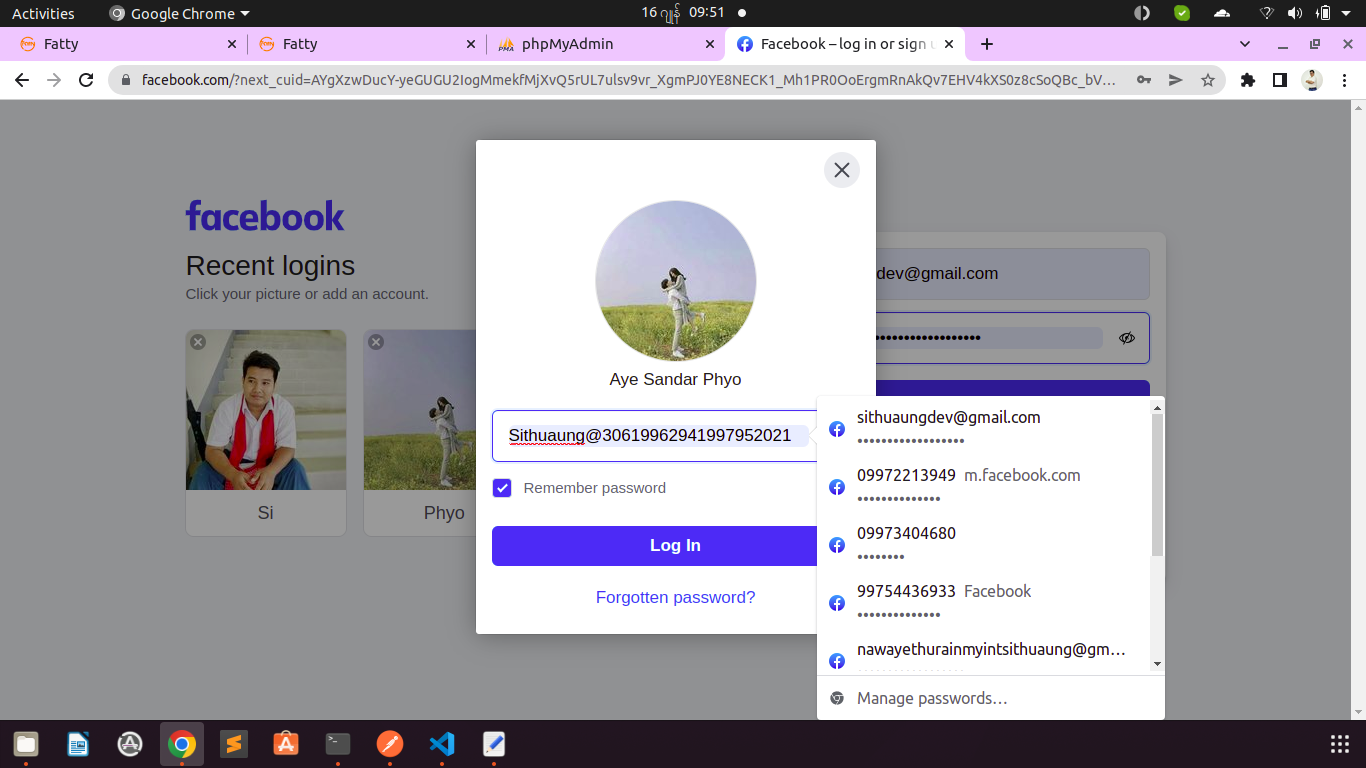 Activities
Google Chrome
16 ဂျွန် 09:51
Fatty
Fatty
phpMyAdmin
Facebook – log in or sign u
facebook.com/?next_cuid=AYgXzwDucY-yeGUGU2IogMmekfMjXvQ5rUL7ulsv9vr_XgmPJ0YE8NECK1_Mh1PR0OoErgmRnAkQv7EHV4kXS0z8cSoQBc_bV…
facebook
Recent logins
Click your picture or add an account.
Si
Phyo
Aye Sandar Phyo
Sithuaung@30619962941997952021
Remember password
Log In
Forgotten password?
dev@gmail.com
sithuaungdev@gmail.com
09972213949 m.facebook.com
09973404680
99754436933 Facebook
nawayethurainmyintsithuaung@gm…
Manage passwords…